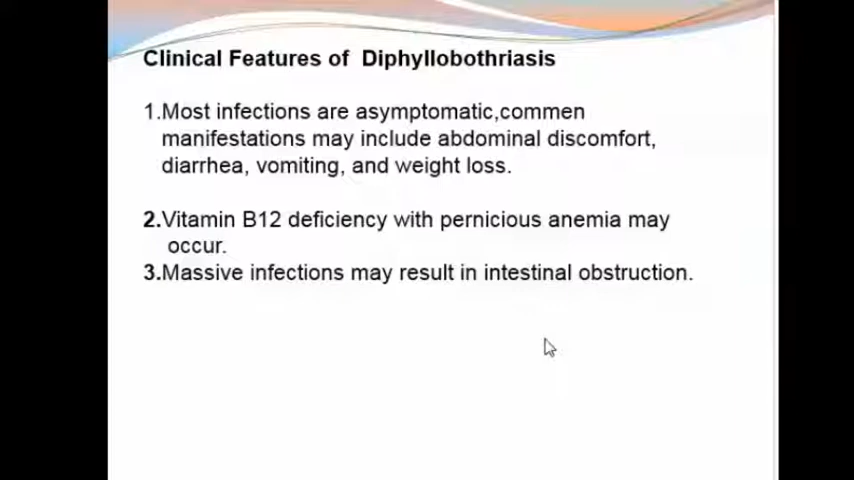 Clinical Features of Diphyllobothriasis
1.Most infections are asymptomatic,commen
manifestations may include abdominal discomfort,
diarrhea, vomiting, and weight loss.
2.Vitamin B12 deficiency with pernicious anemia may
occur.
3.Massive infections may result in intestinal obstruction.